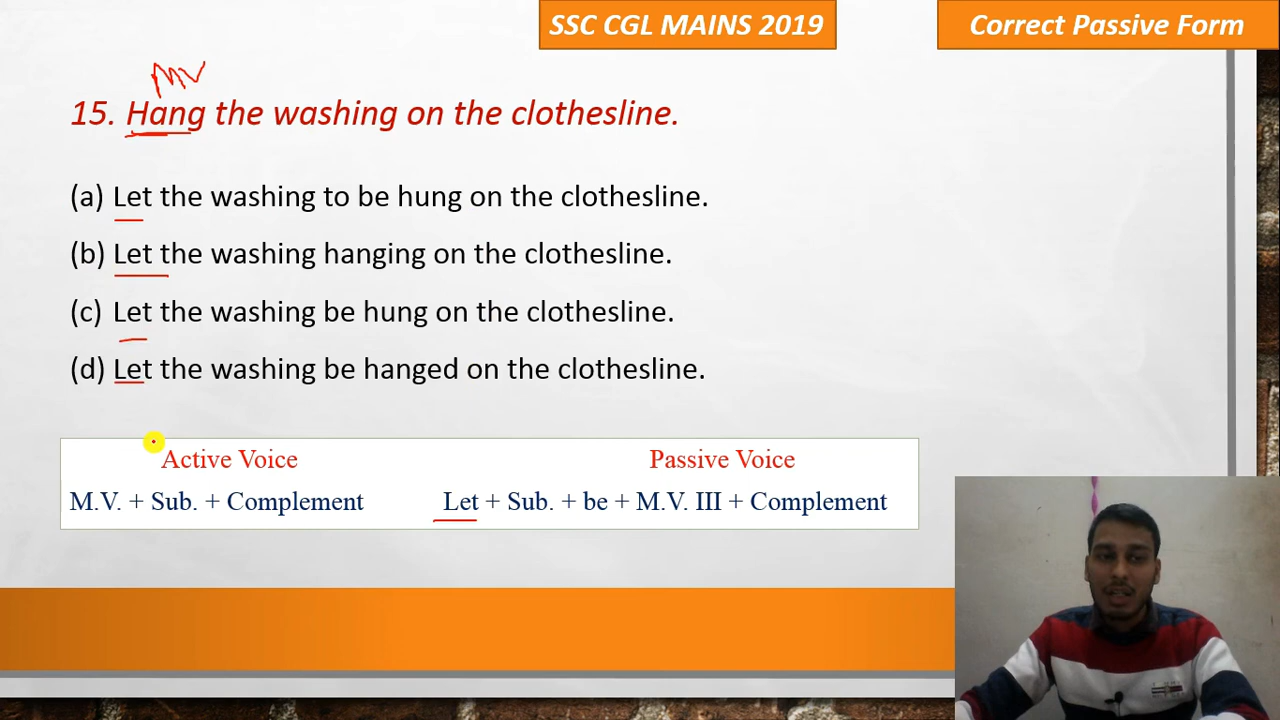 SSC CGL MAINS 2019
Correct Passive Form
MV
15. Hang the washing on the clothesline.
(a) Let the washing to be hung on the clothesline.
(b) Let the washing hanging on the clothesline.
(c) Let the washing be hung on the clothesline.
(d) Let the washing be hanged on the clothesline.
Active Voice Passive Voice
M.V. + Sub. + Complement Let + Sub. + be + M.V. III + Complement